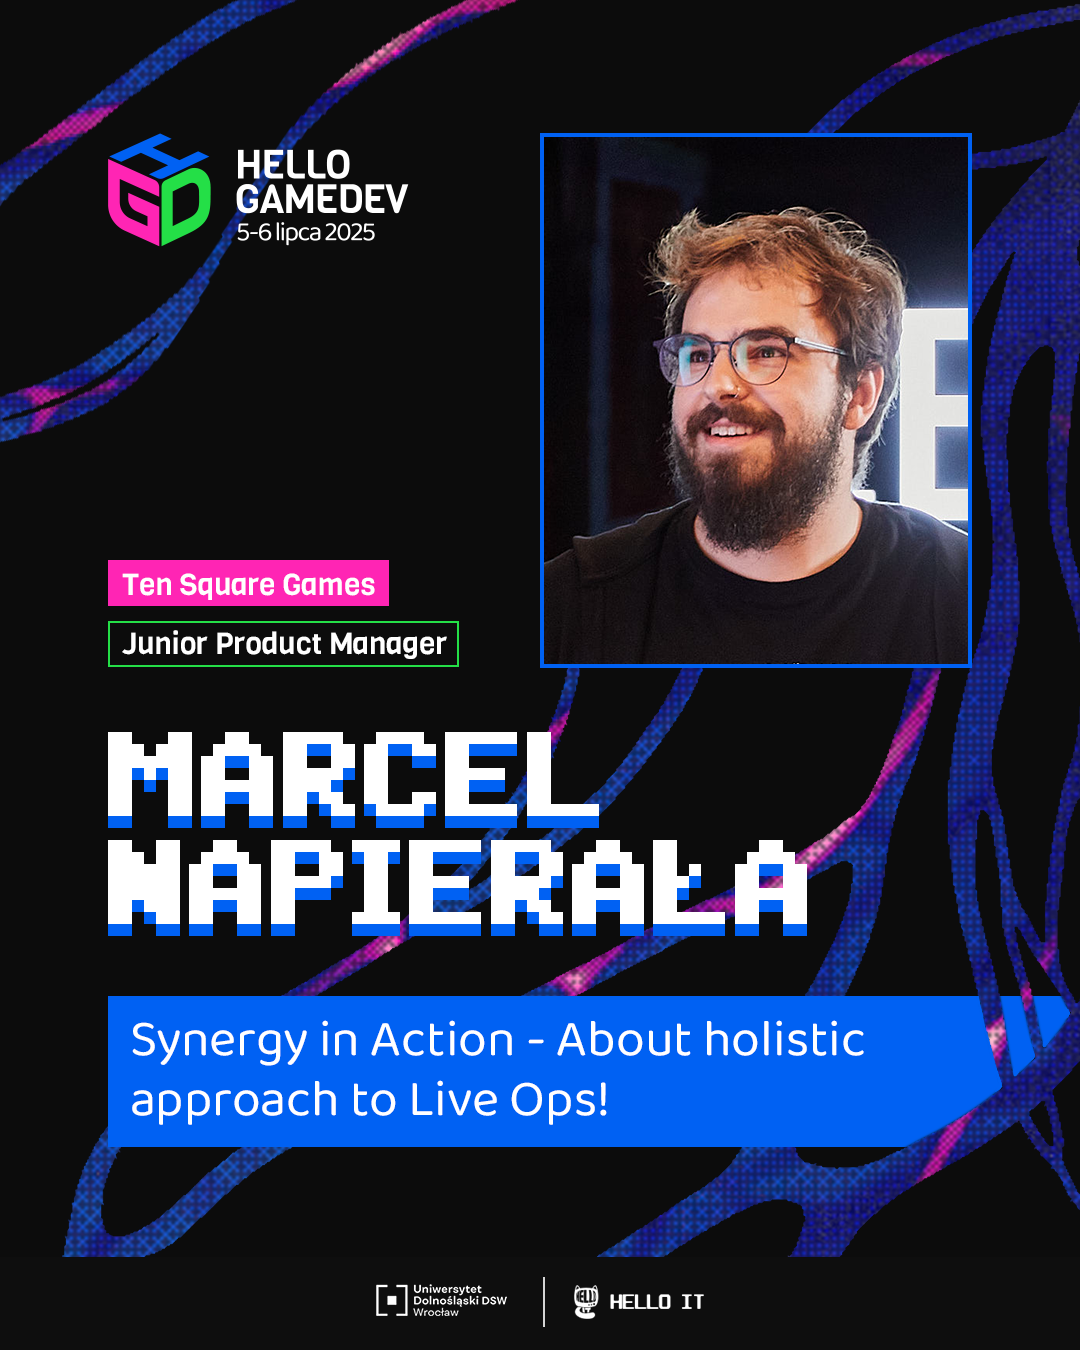 HGD
HELLO
GAMEDEV
5-6 lipca 2025
E
Ten Square Games
Junior Product Manager
MARCEL
NAPIERAŁA
Synergy in Action - About holistic
approach to Live Ops!
Uniwersytet
Dolnośląski DSW
Wrocław
HELLO IT